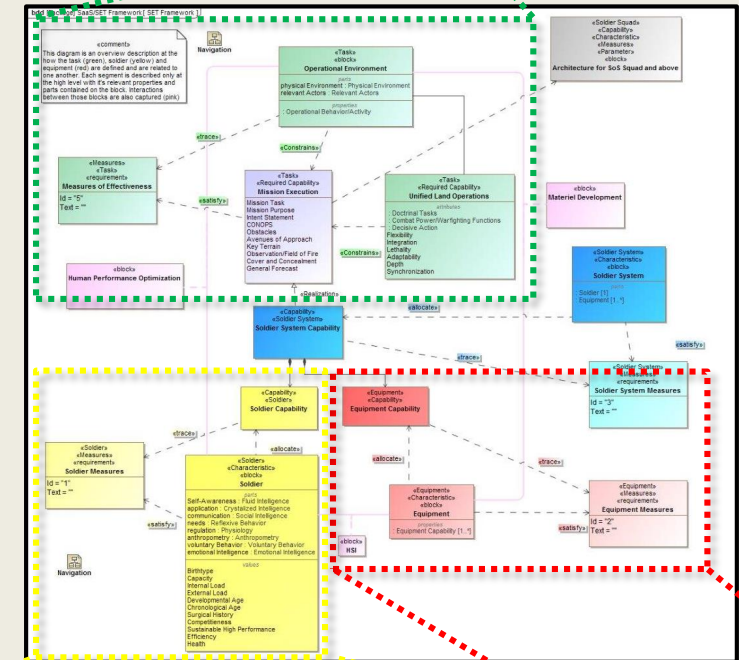 bdd [Package] SaaS/SET Framework [ SET Framework ]
«comment»
This diagram is an overview description at the
how the task (green), soldier (yellow) and
equipment (red) are defined and are related to
one another. Each segment is described only at
the high level with it's relevant properties and
parts contained on the block. Interactions
between those blocks are also captured (pink)
Navigation
«Task»
«block»
Operational Environment
parts
physical Environment : Physical Environment
relevant Actors : Relevant Actors
properties
: Operational Behavior/Activity
«Soldier Squad»
«Capability»
«Characteristic»
«Measures»
«Parameter»
«block»
Architecture for SoS Squad and above
«trace»
«Constrains»
«Measures»
«Task»
«requirement»
Measures of Effectiveness
Id = "5"
Text = ""
«satisfy»
«Task»
«Required Capability»
Mission Execution
Mission Task
Mission Purpose
Intent Statement
CONOPS
Obstacles
Avenues of Approach
Key Terrain
Observation/Field of Fire
Cover and Concealment
General Forecast
«Task»
«Required Capability»
Unified Land Operations
attributes
: Doctrinal Tasks
: Combat Power/Warfighting Functions
: Decisive Action
Flexibility
Integration
Lethality
Adaptability
Depth
Synchronization
«Constrains»
«block»
Materiel Development
«block»
Human Performance Optimization
«Realization»
«Soldier System»
«Characteristic»
«block»
Soldier System
parts
: Soldier [1]
Equipment [1..*]
«Capability»
«Soldier System»
Soldier System Capability
«allocate»
«trace»
«satisfy»
«Soldier System»
«Measures»
«requirement»
Soldier System Measures
Id = "3"
Text = ""
«Capability»
«Soldier»
Soldier Capability
«Equipment»
«Capability»
Equipment Capability
«trace»
«allocate»
«Soldier»
«Measures»
«requirement»
Soldier Measures
Id = "1"
Text = ""
«satisfy»
«Soldier»
«Characteristic»
«block»
Soldier
parts
Self-Awareness : Fluid Intelligence
application : Crystalized Intelligence
communication : Social Intelligence
needs : Reflexive Behavior
regulation : Physiology
anthropometry : Anthropometry
voluntary Behavior : Voluntary Behavior
emotional Intelligence : Emotional Intelligence
values
Birthtype
Capacity
Internal Load
External Load
Developmental Age
Chronological Age
Surgical History
Competitieness
Sustainable High Performance
Efficiency
Health
«allocate»
«trace»
«Equipment»
«Characteristic»
«block»
Equipment
properties
Equipment Capability [1..*]
«Equipment»
«Measures»
«requirement»
Equipment Measures
Id = "2"
Text = ""
«satisfy»
«block»
HSI
Navigation